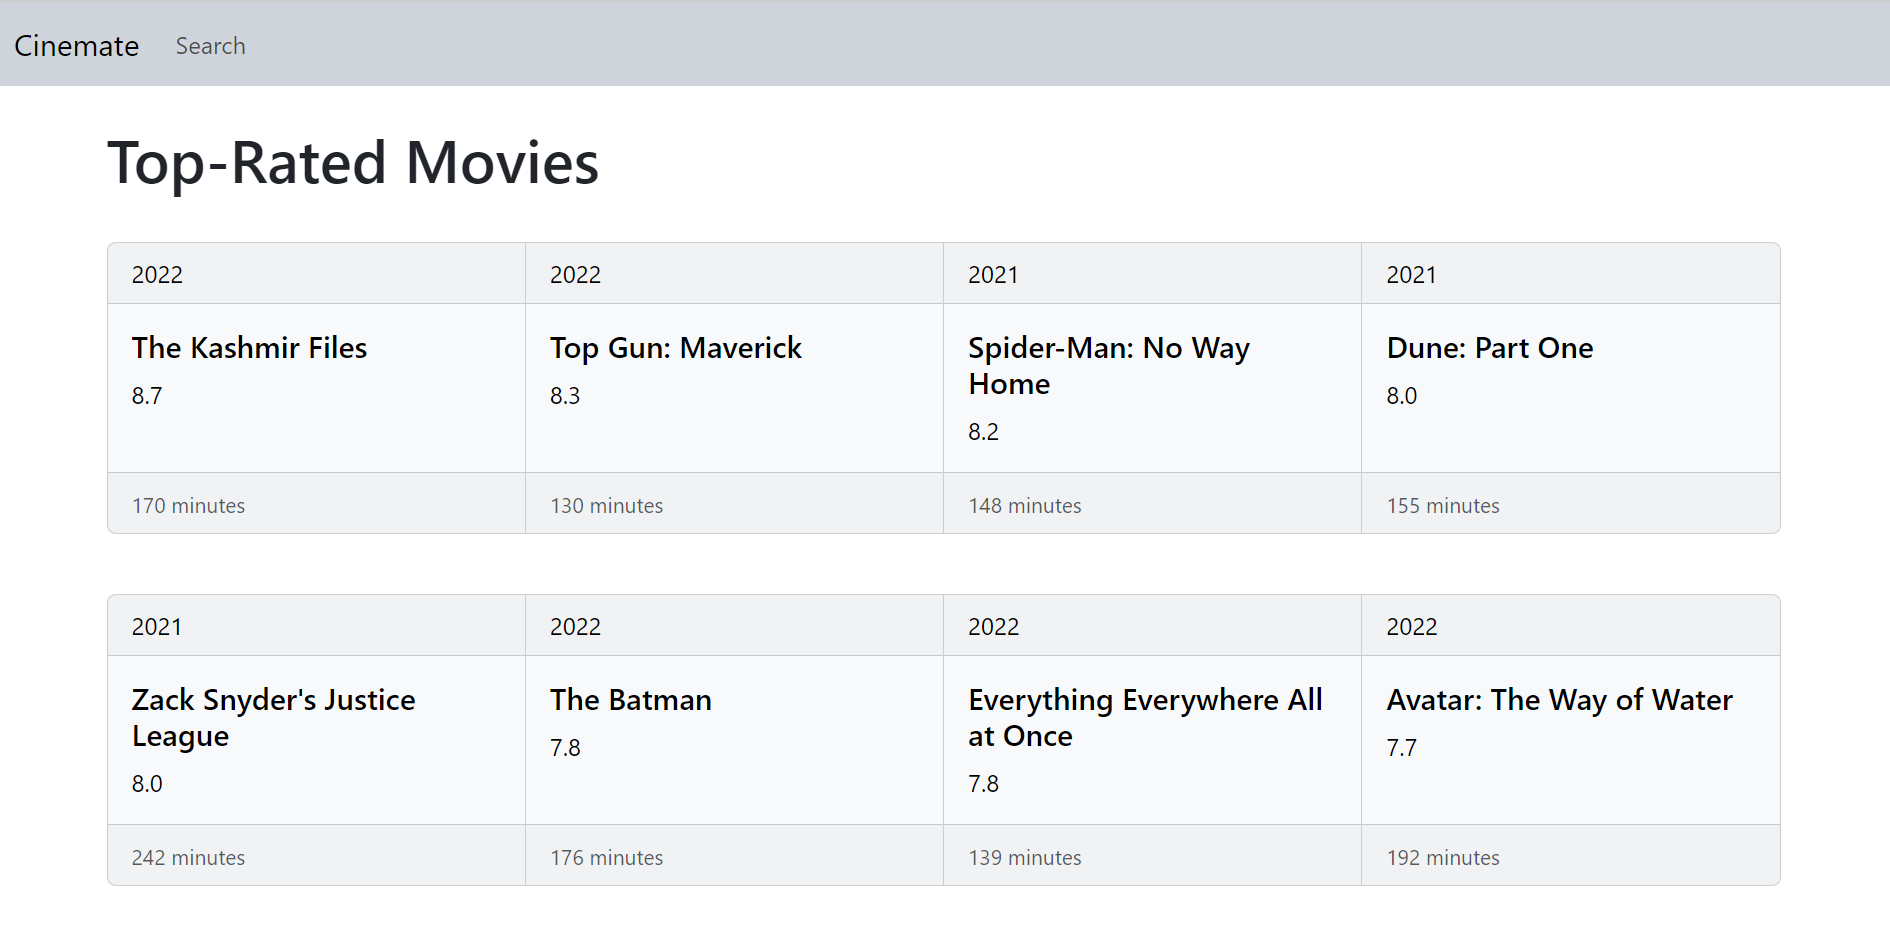 Cinemate Search
Top-Rated Movies
2022 2022 2021 2021
The Kashmir Files
8.7
Top Gun: Maverick
8.3
Spider-Man: No Way
Home
8.2
Dune: Part One
8.0
170 minutes 130 minutes 148 minutes 155 minutes
2021 2022 2022 2022
Zack Snyder's Justice
League
8.0
The Batman
7.8
Everything Everywhere All
at Once
7.8
Avatar: The Way of Water
7.7
242 minutes 176 minutes 139 minutes 192 minutes